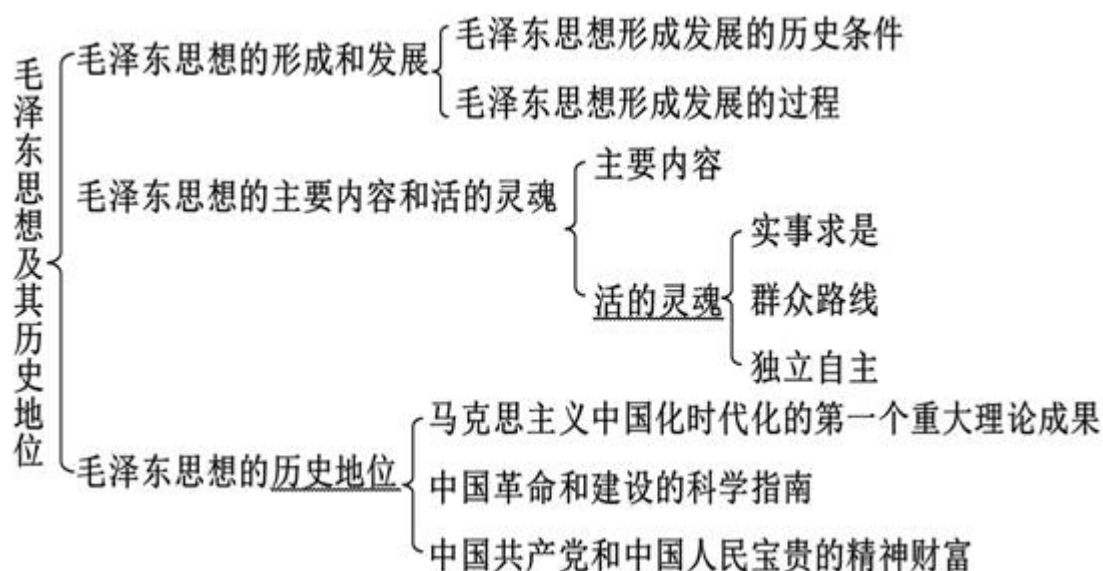 毛泽东思想及其历史地位
毛泽东思想的形成和发展
毛泽东思想形成发展的历史条件
毛泽东思想形成发展的过程
毛泽东思想的主要内容和活的灵魂
主要内容
活的灵魂
实事求是
群众路线
独立自主
毛泽东思想的历史地位
马克思主义中国化时代化的第一个重大理论成果
中国革命和建设的科学指南
中国共产党和中国人民宝贵的精神财富